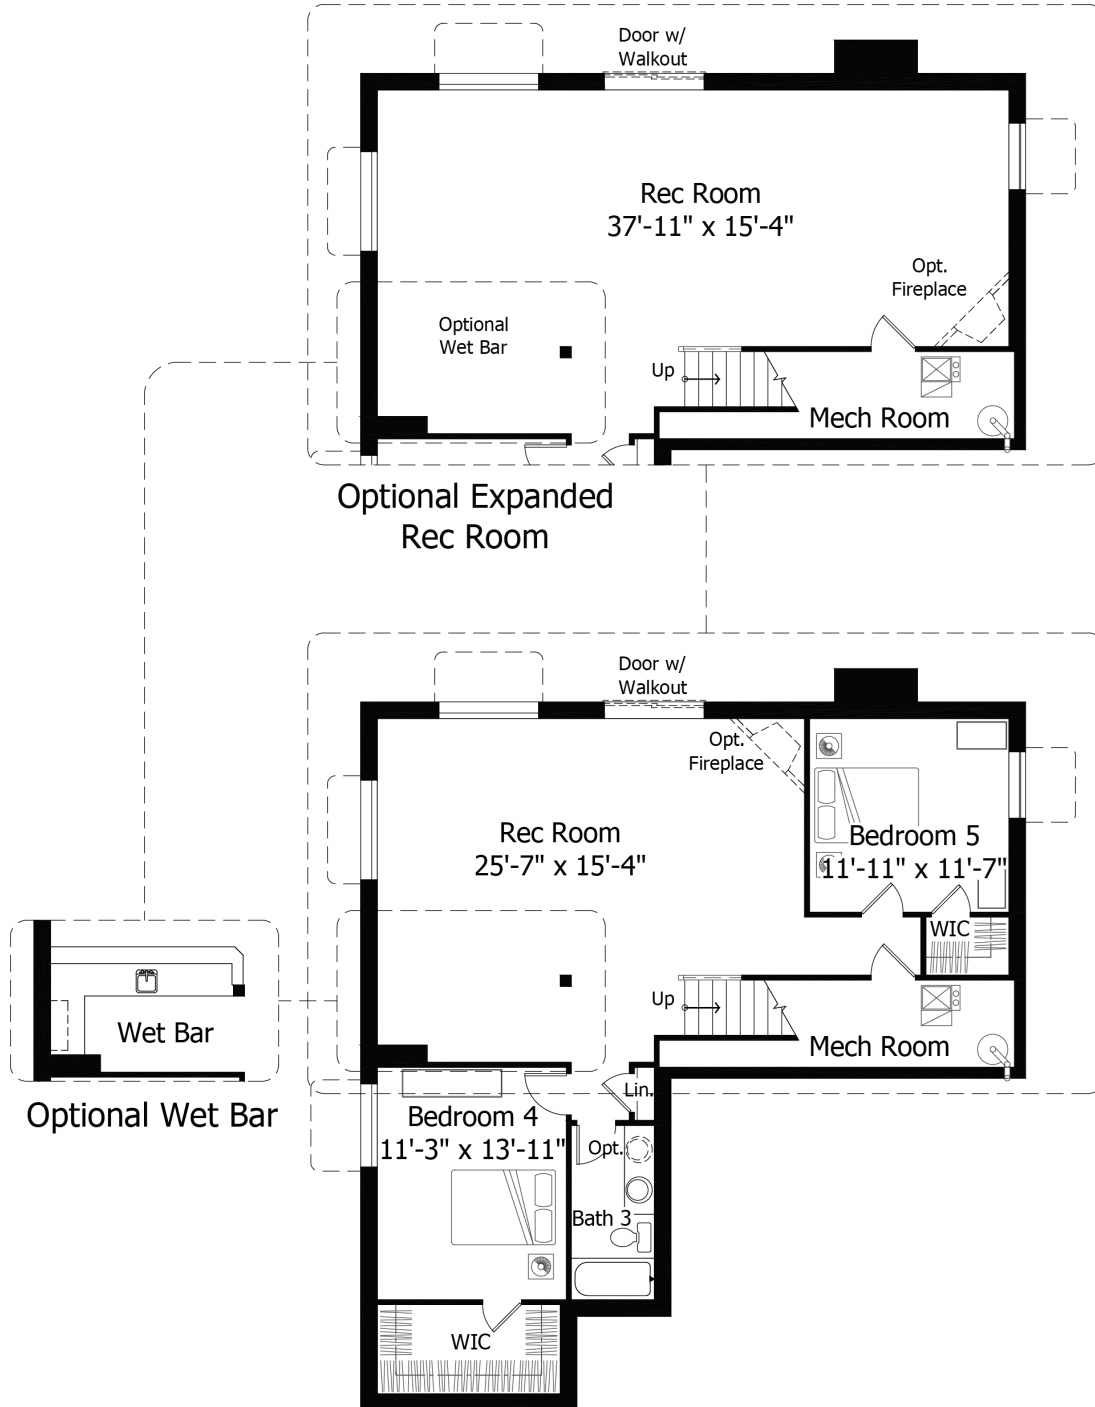 Door w/
Walkout
Rec Room
37'-11" x 15'-4"
Opt.
Fireplace
Optional
Wet Bar
Up
Mech Room
Optional Expanded
Rec Room
Door w/
Walkout
Opt.
Fireplace
Rec Room
25'-7" x 15'-4"
Bedroom 5
11'-11" x 11'-7"
WIC
Up
Mech Room
Wet Bar
Optional Wet Bar
Lin.
Bedroom 4
11'-3" x 13'-11"
Opt.
Bath 3
WIC